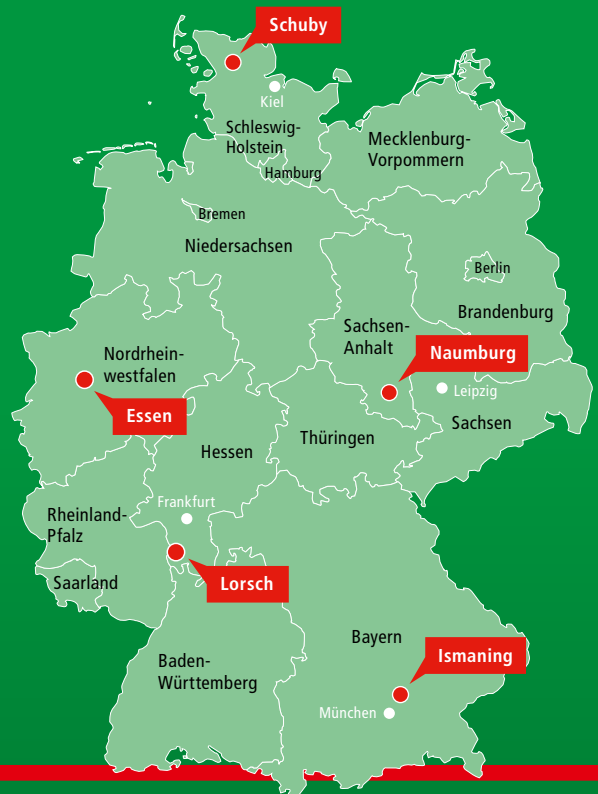 Schuby
Kiel
Schleswig-
Holstein
Mecklenburg-
Vorpommern
Hamburg
Bremen
Niedersachsen
Berlin
Brandenburg
Sachsen-
Anhalt
Naumburg
Nordrhein-
westfalen
Leipzig
Essen
Sachsen
Hessen
Thüringen
Frankfurt
Rheinland-
Pfalz
Saarland
Lorsch
Bayern
Ismaning
Baden-
Württemberg
München